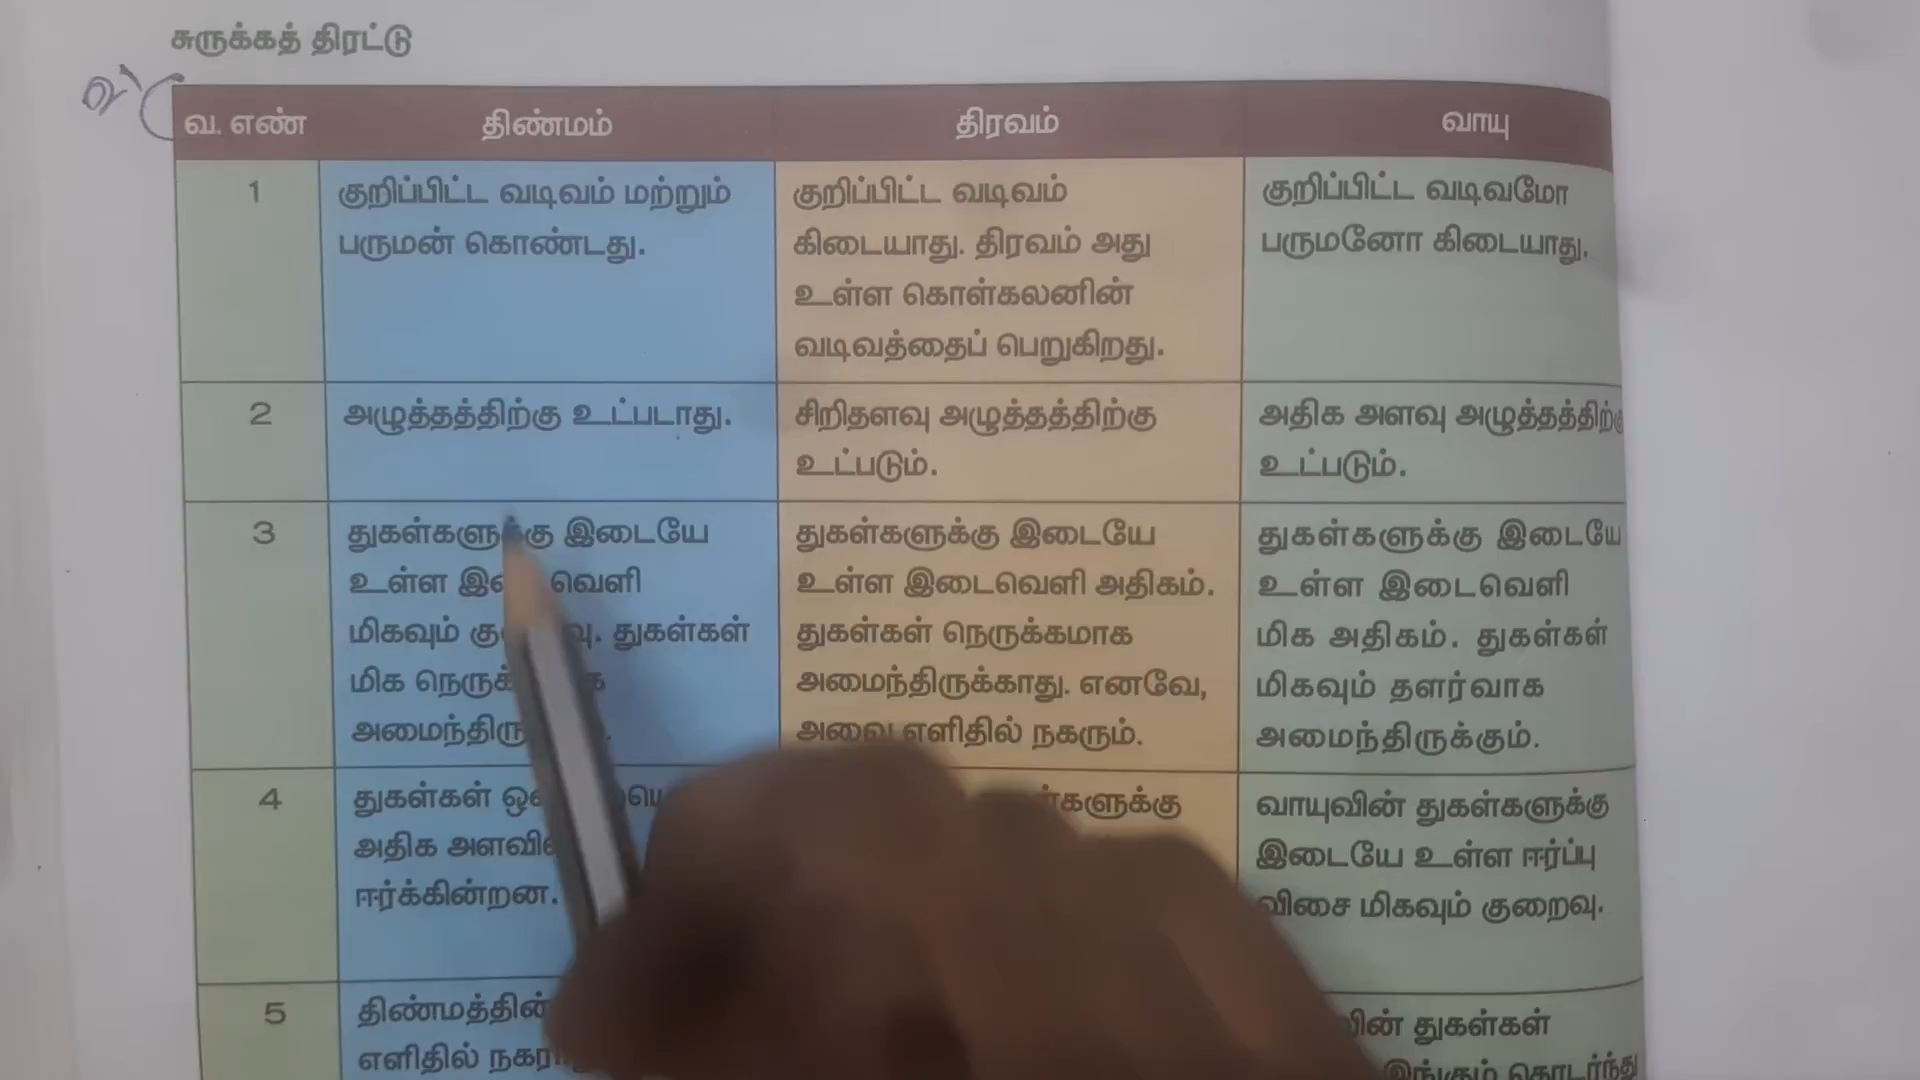 சுருக்கத் திரட்டு
வ. எண்
திண்மம்
திரவம்
வாயு
1
குறிப்பிட்ட வடிவம் மற்றும்
பருமன் கொண்டது.
குறிப்பிட்ட வடிவம்
கிடையாது. திரவம் அது
உள்ள கொள்கலனின்
வடிவத்தைப் பெறுகிறது.
குறிப்பிட்ட வடிவமோ
பருமனோ கிடையாது.
2
அழுத்தத்திற்கு உட்படாது.
சிறிதளவு அழுத்தத்திற்கு
உட்படும்.
அதிக அளவு அழுத்தத்திற்கு
உட்படும்.
3
துகள்களுக்கு இடையே
உள்ள
மிகவும் துகள்கள்
மிக
துகள்களுக்கு இடையே
உள்ள இடைவெளி அதிகம்.
துகள்கள் நெருக்கமாக
அமைந்திருக்காது. எனவே,
அவை எளிதில் நகரும்.
துகள்களுக்கு இடையே
உள்ள இடைவெளி
மிக அதிகம். துகள்கள்
மிகவும் தளர்வாக
அமைந்திருக்கும்.
4
துகள்கள்
அதிக
ஈர்க்கின்றன.
வாயுவின் துகள்களுக்கு
இடையே உள்ள ஈர்ப்பு
விசை மிகவும் குறைவு.
5
எளிதில்
துகள்கள்